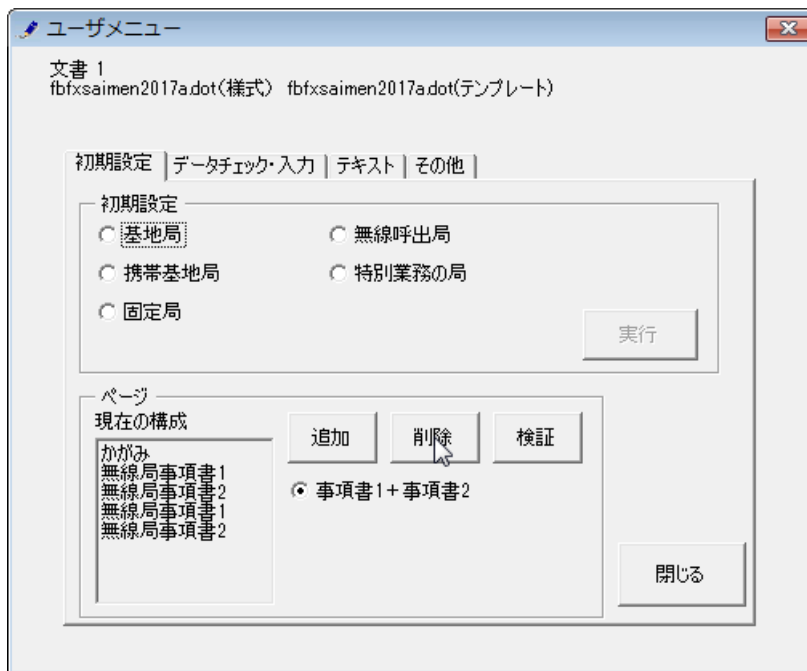 ユーザメニュー
文書 1
fbfxsaimen2017a.dot(様式) fbfxsaimen2017a.dot(テンプレート)
初期設定 データチェック・入力 テキスト その他
初期設定
基地局 無線呼出局
携帯基地局 特別業務の局
固定局
実行
ページ
現在の構成
追加 削除 検証
かがみ
無線局事項書1
無線局事項書2
無線局事項書1
無線局事項書2
事項書1+事項書2
閉じる